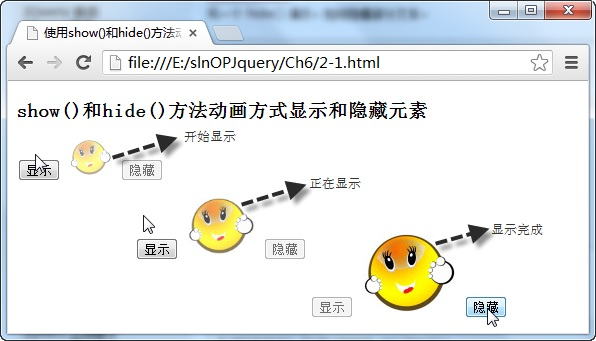 使用show()和hide()方法动
file:///E:/slnOPJquery/Ch6/2-1.html
show()和hide()方法动画方式显示和隐藏元素
开始显示
显示
隐藏
正在显示
显示
隐藏
显示完成
显示
隐藏